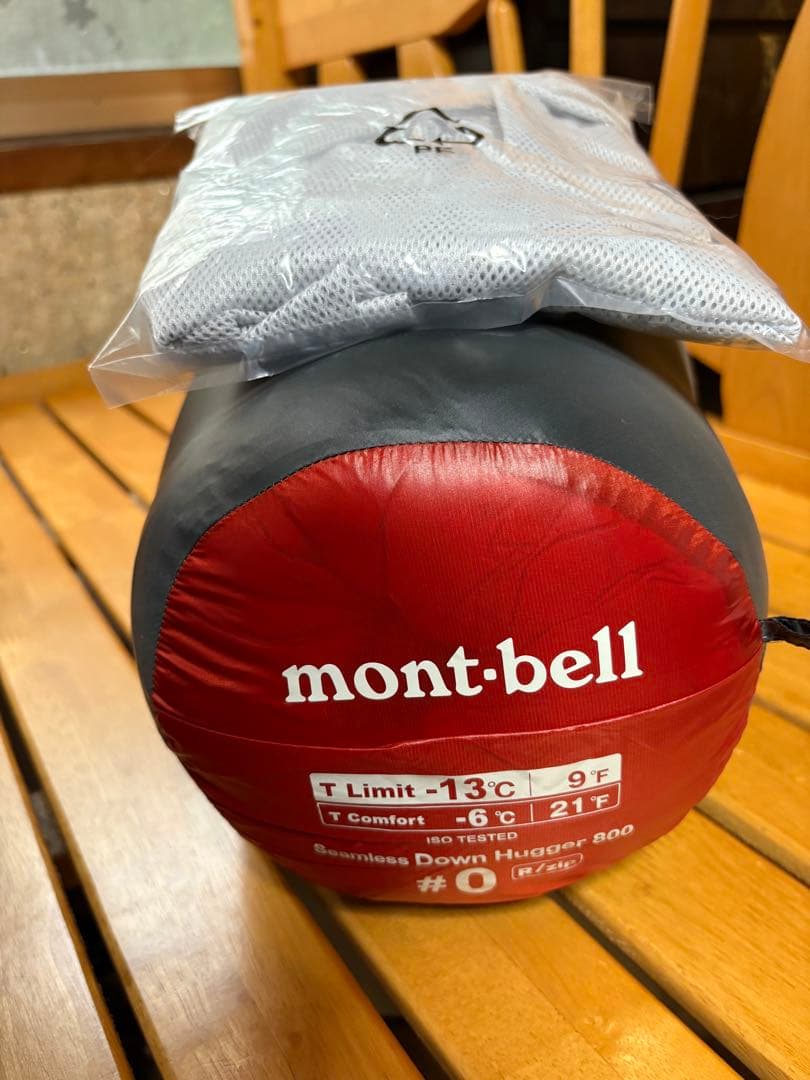 PE
mont·bell
T Limit -13℃ 9°F
T Comfort -6℃ 21°F
ISO TESTED
Seamless Down Hugger 800
#0 R/zip